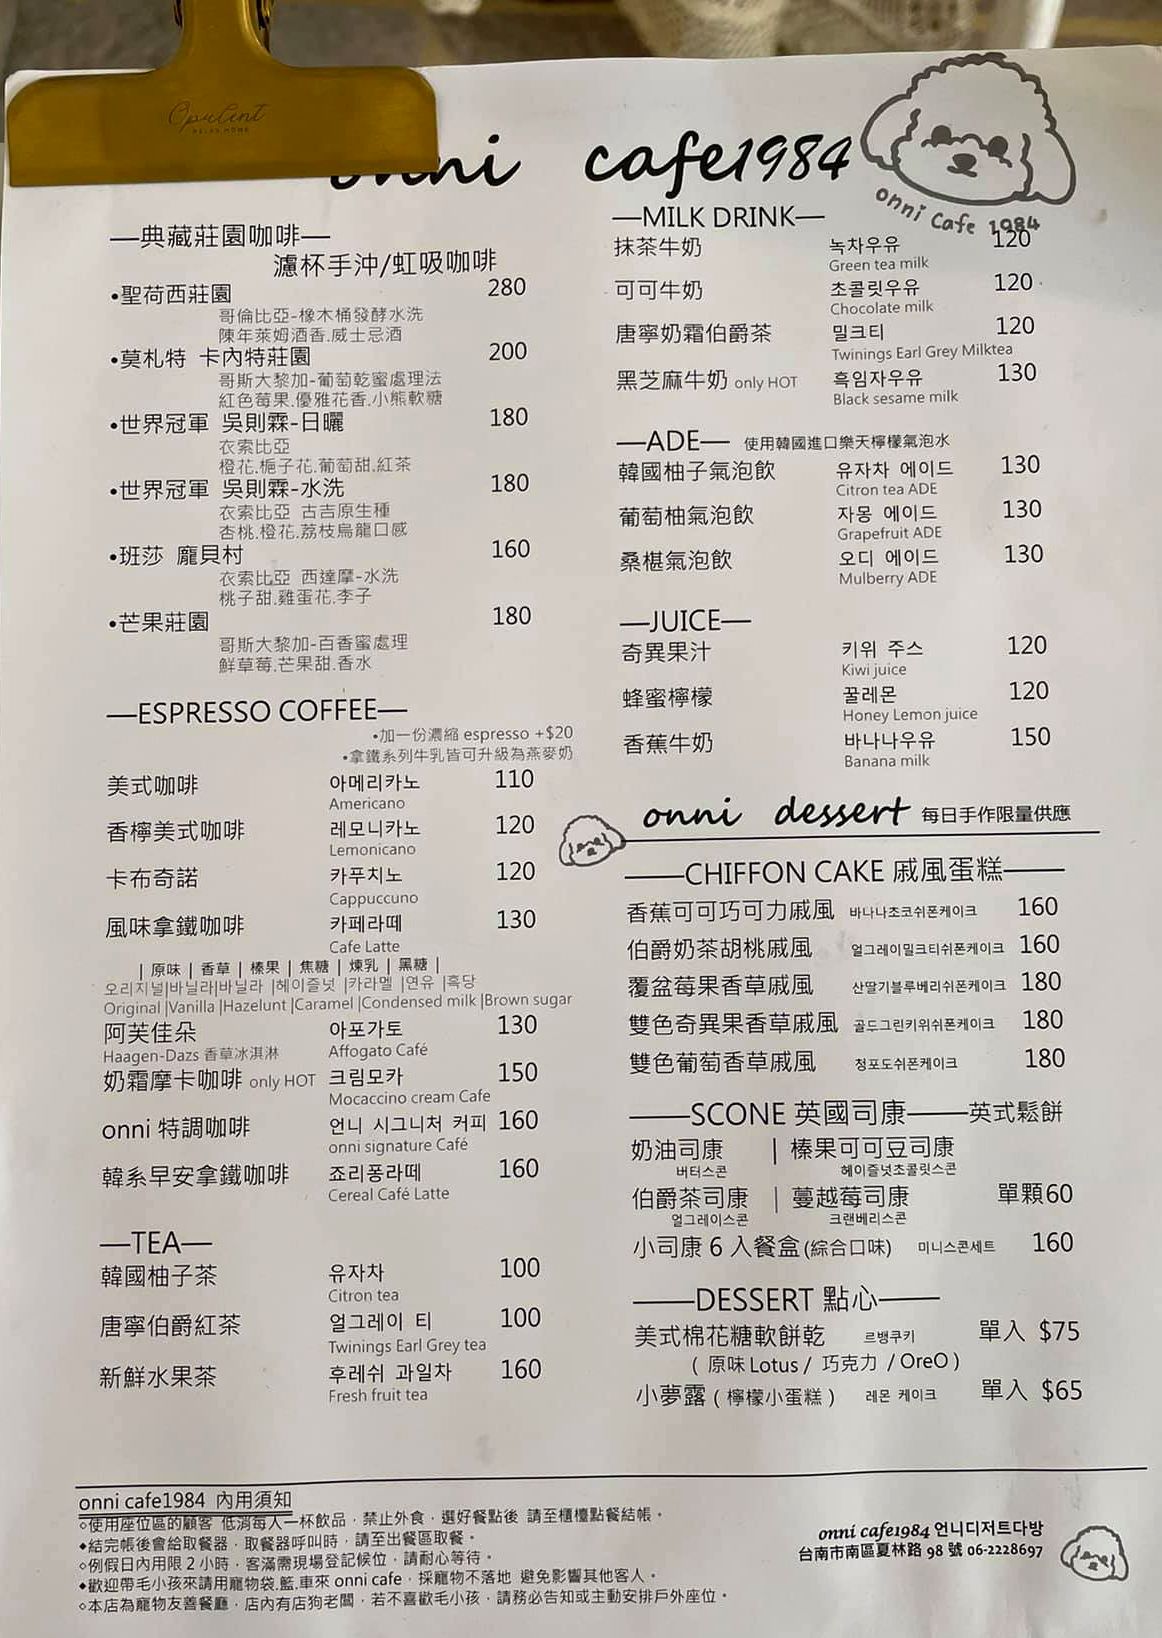 Opulent
RELAX HOME
onni cafe1984
onni cafe 1984
—典藏莊園咖啡—
濾杯手沖/虹吸咖啡
•聖荷西莊園 280
哥倫比亞-橡木桶發酵水洗
陳年萊姆酒香.威士忌酒
•莫札特 卡內特莊園 200
哥斯大黎加-葡萄乾蜜處理法
紅色莓果.優雅花香.小熊軟糖
•世界冠軍 吳則霖-日曬 180
衣索比亞
橙花.梔子花.葡萄甜.紅茶
•世界冠軍 吳則霖-水洗 180
衣索比亞 古吉原生種
杏桃.橙花.荔枝烏龍口感
•班莎 龐貝村 160
衣索比亞 西達摩-水洗
桃子甜.雞蛋花.李子
•芒果莊園 180
哥斯大黎加-百香蜜處理
鮮草莓.芒果甜.香水
—ESPRESSO COFFEE—
•加一份濃縮 espresso +$20
•拿鐵系列牛乳皆可升級為燕麥奶
美式咖啡 아메리카노 110
Americano
香檸美式咖啡 레모니카노 120
Lemonicano
卡布奇諾 카푸치노 120
Cappuccuno
風味拿鐵咖啡 카페라떼 130
Cafe Latte
| 原味 | 香草 | 榛果 | 焦糖 | 煉乳 | 黑糖 |
오리지널|바닐라|바닐라 |헤이즐넛 |카라멜 |연유 |흑당
Original |Vanilla |Hazelunt |Caramel |Condensed milk |Brown sugar
阿芙佳朵 아포가토 130
Haagen-Dazs 香草冰淇淋 Affogato Café
奶霜摩卡咖啡 only HOT 크림모카 150
Mocaccino cream Cafe
onni 特調咖啡 언니 시그니처 커피 160
onni signature Café
韓系早安拿鐵咖啡 죠리퐁라떼 160
Cereal Café Latte
—TEA—
韓國柚子茶 유자차 100
Citron tea
唐寧伯爵紅茶 얼그레이 티 100
Twinings Earl Grey tea
新鮮水果茶 후레쉬 과일차 160
Fresh fruit tea
—MILK DRINK—
抹茶牛奶 녹차우유 120
Green tea milk
可可牛奶 초콜릿우유 120
Chocolate milk
唐寧奶霜伯爵茶 밀크티 120
Twinings Earl Grey Milktea
黑芝麻牛奶 only HOT 흑임자우유 130
Black sesame milk
—ADE— 使用韓國進口樂天檸檬氣泡水
韓國柚子氣泡飲 유자차 에이드 130
Citron tea ADE
葡萄柚氣泡飲 자몽 에이드 130
Grapefruit ADE
桑椹氣泡飲 오디 에이드 130
Mulberry ADE
—JUICE—
奇異果汁 키위 주스 120
Kiwi juice
蜂蜜檸檬 꿀레몬 120
Honey Lemon juice
香蕉牛奶 바나나우유 150
Banana milk
onni dessert 每日手作限量供應
——CHIFFON CAKE 戚風蛋糕——
香蕉可可巧可力戚風 바나나초코쉬폰케이크 160
伯爵奶茶胡桃戚風 얼그레이밀크티쉬폰케이크 160
覆盆莓果香草戚風 산딸기블루베리쉬폰케이크 180
雙色奇異果香草戚風 골드그린키위쉬폰케이크 180
雙色葡萄香草戚風 청포도쉬폰케이크 180
——SCONE 英國司康——英式鬆餅
奶油司康 | 榛果可可豆司康
버터스콘 헤이즐넛초콜릿스콘
伯爵茶司康 | 蔓越莓司康 單顆60
얼그레이스콘 크랜베리스콘
小司康 6 入餐盒(綜合口味) 미니스콘세트 160
——DESSERT 點心——
美式棉花糖軟餅乾 르뱅쿠키 單入 $75
( 原味 Lotus / 巧克力 / OreO )
小夢露 ( 檸檬小蛋糕 ) 레몬 케이크 單入 $65
onni cafe1984 內用須知
◇使用座位區的顧客 低消每人一杯飲品，禁止外食，選好餐點後 請至櫃檯點餐結帳。
◆結完帳後會給取餐器，取餐器呼叫時，請至出餐區取餐。
◇例假日內用限 2 小時，客滿需現場登記候位，請耐心等待。
◆歡迎帶毛小孩來請用寵物袋.籃.車來 onni cafe，採寵物不落地 避免影響其他客人。
◇本店為寵物友善餐廳，店內有店狗老闆，若不喜歡毛小孩，請務必告知或主動安排戶外座位。
onni cafe1984 언니디저트다방
台南市南區夏林路 98 號 06-2228697